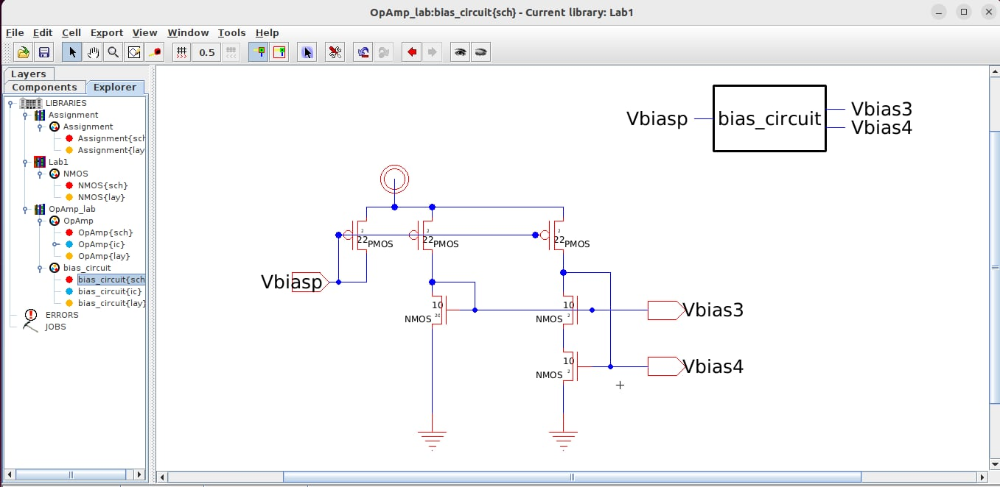 OpAmp_lab:bias_circuit{sch} - Current library: Lab1
File Edit Cell Export View Window Tools Help
0.5
Layers
Components Explorer
LIBRARIES
Assignment
Assignment
Assignment{sch
Assignment{lay
Lab1
NMOS
NMOS{sch}
NMOS{lay}
OpAmp_lab
OpAmp
OpAmp{sch}
OpAmp{ic}
OpAmp{lay}
bias_circuit
bias_circuit{sch
bias_circuit{ic}
bias_circuit{lay}
ERRORS
JOBS
Vbiasp bias_circuit Vbias3
Vbias4
2 2 2
22 PMOS 22 PMOS 22 PMOS
Vbiasp
10 10
NMOS 20 NMOS 2 Vbias3
10
NMOS 2 Vbias4